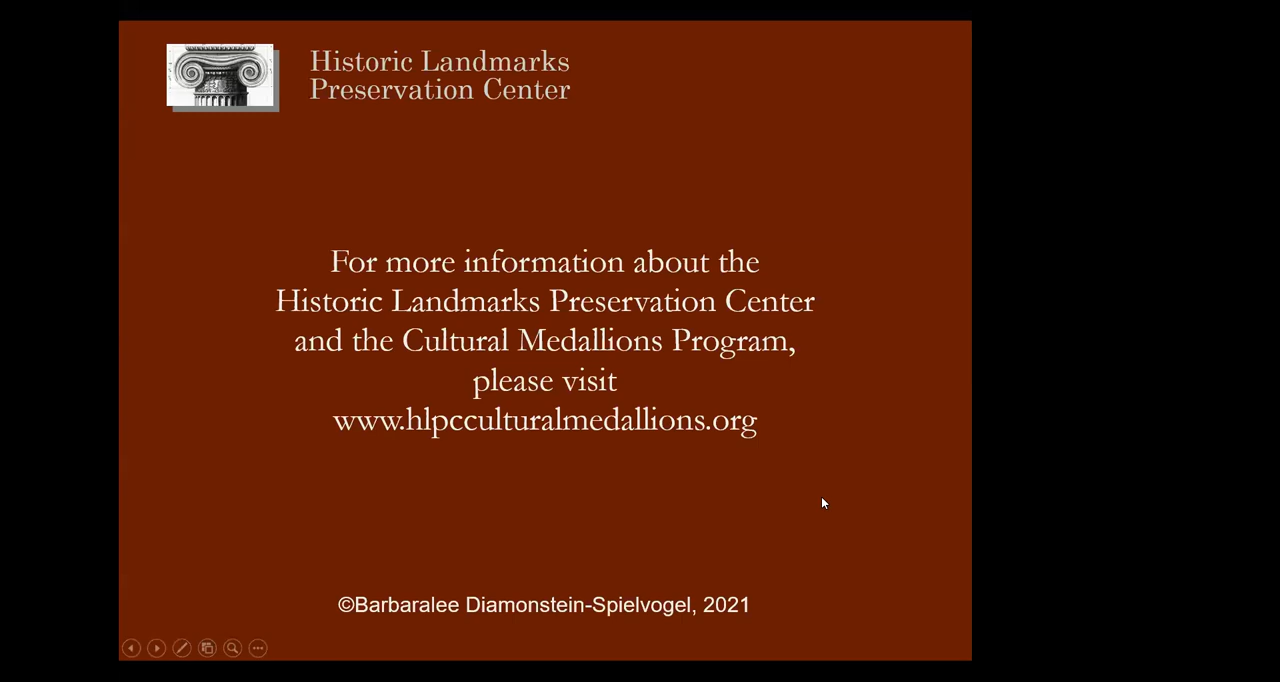 Historic Landmarks
Preservation Center
For more information about the
Historic Landmarks Preservation Center
and the Cultural Medallions Program,
please visit
www.hlpcculturalmedallions.org
©Barbaralee Diamonstein-Spielvogel, 2021